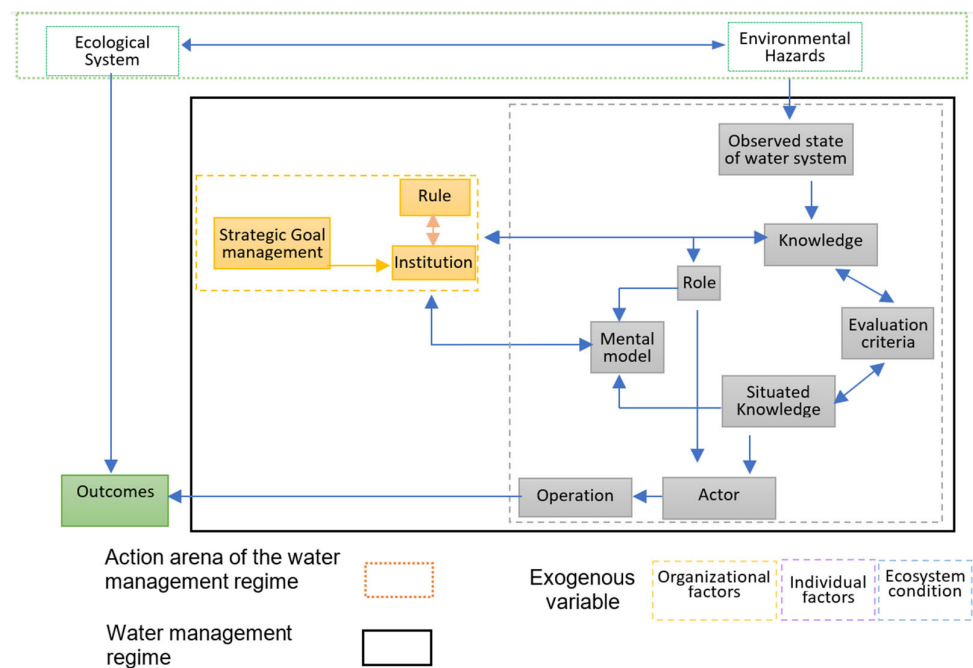 Ecological
System
Environmental
Hazards
Observed state
of water system
Rule
Strategic Goal
management
Institution
Knowledge
Role
Mental
model
Evaluation
criteria
Situated
Knowledge
Outcomes
Operation
Actor
Action arena of the water
management regime
Exogenous
variable
Organizational
factors
Individual
factors
Ecosystem
condition
Water management
regime